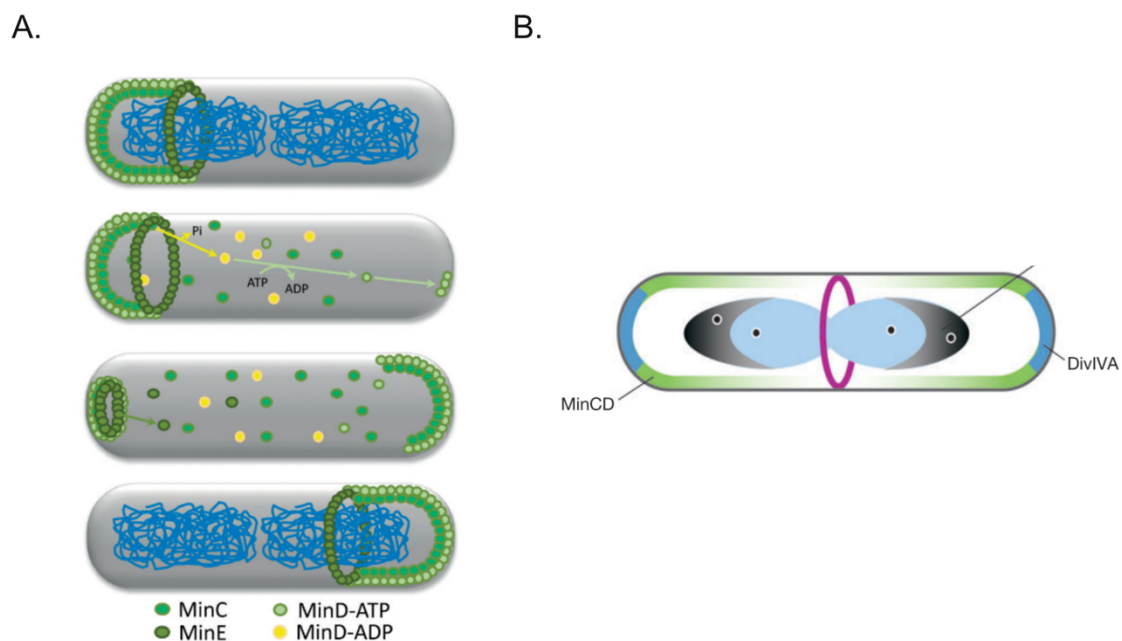 A.
B.
Pi
ATP
ADP
MinCD
DivIVA
MinC
MinD-ATP
MinE
MinD-ADP